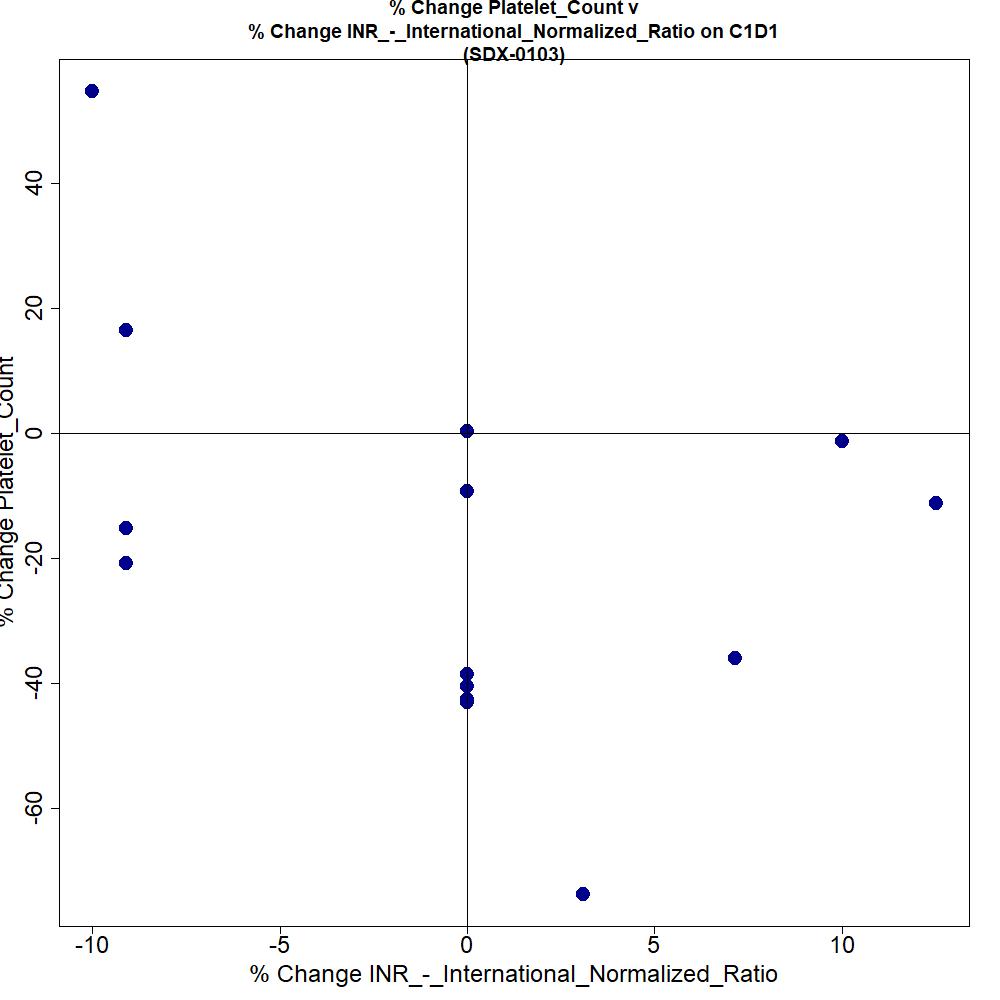 % Change Platelet_Count v
% Change INR_-_International_Normalized_Ratio on C1D1
(SDX-0103)
% Change Platelet_Count
40
20
0
-20
-40
-60
-10
-5
0
5
10
% Change INR_-_International_Normalized_Ratio